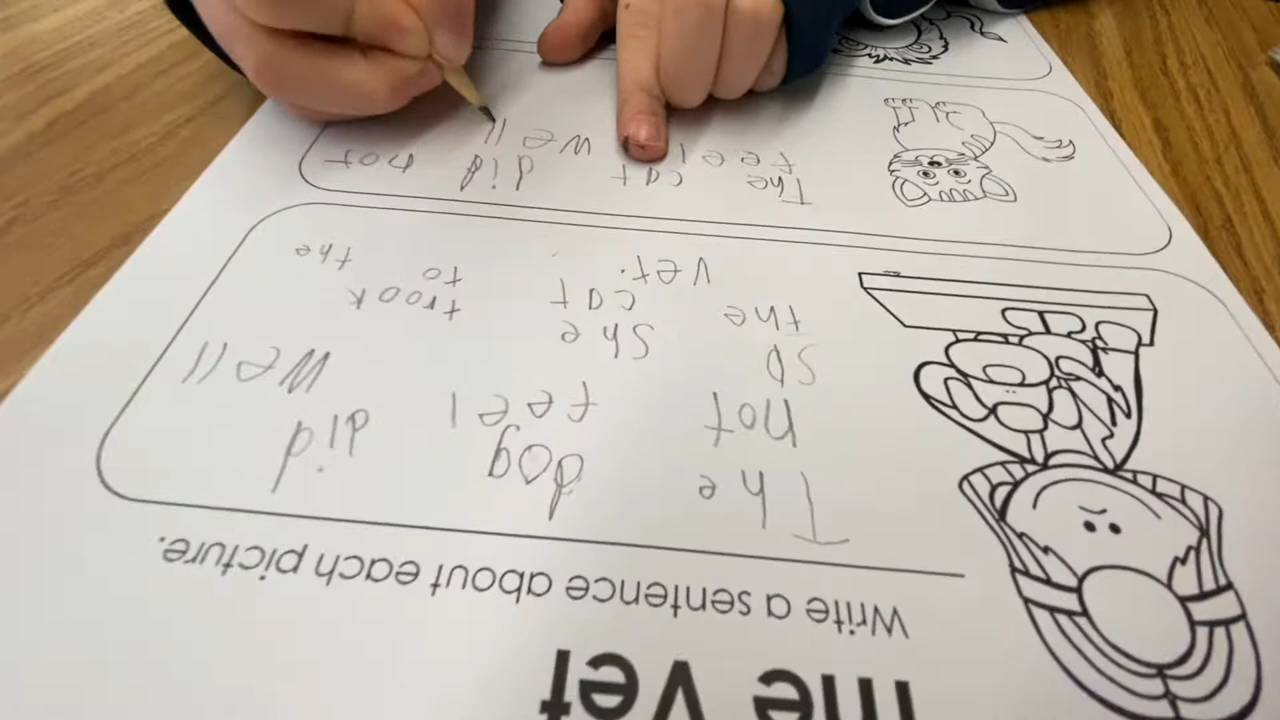 The Vet
Write a sentence about each picture.
The dog did
not feel well
so she trook
the cat to the
vet.
The cat did not
feel well